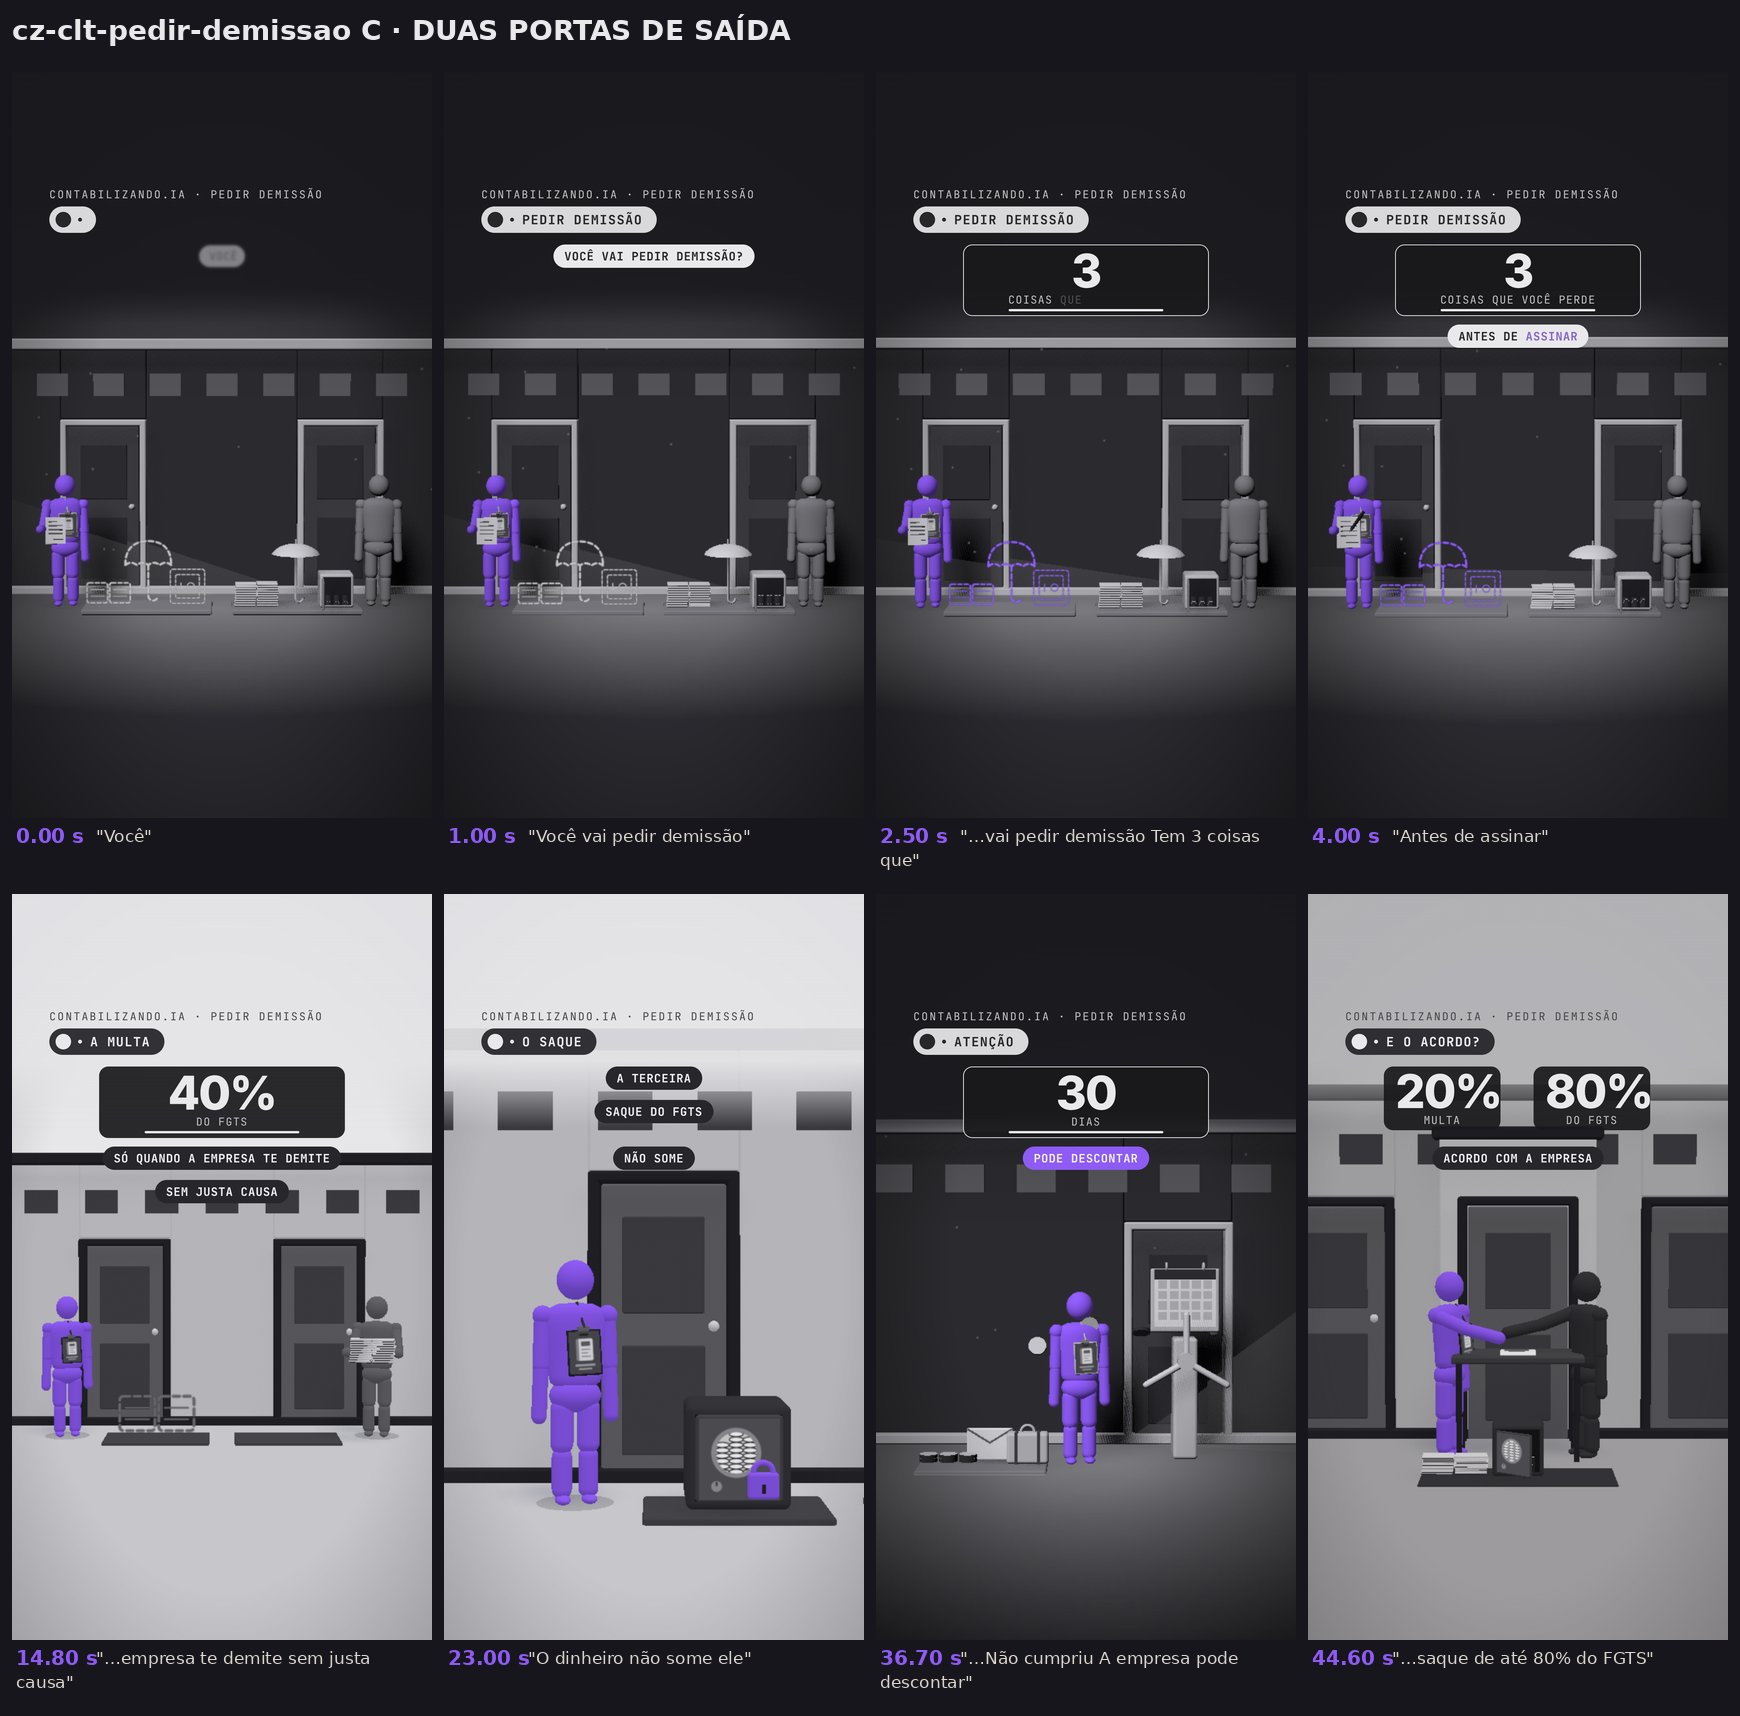 cz-clt-pedir-demissao C · DUAS PORTAS DE SAÍDA
CONTABILIZANDO.IA · PEDIR DEMISSÃO
•
VOCÊ
0.00 s "Você"
CONTABILIZANDO.IA · PEDIR DEMISSÃO
• PEDIR DEMISSÃO
VOCÊ VAI PEDIR DEMISSÃO?
1.00 s "Você vai pedir demissão"
CONTABILIZANDO.IA · PEDIR DEMISSÃO
• PEDIR DEMISSÃO
3
COISAS QUE
2.50 s "...vai pedir demissão Tem 3 coisas
que"
CONTABILIZANDO.IA · PEDIR DEMISSÃO
• PEDIR DEMISSÃO
3
COISAS QUE VOCÊ PERDE
ANTES DE ASSINAR
4.00 s "Antes de assinar"
CONTABILIZANDO.IA · PEDIR DEMISSÃO
• A MULTA
40%
DO FGTS
SÓ QUANDO A EMPRESA TE DEMITE
SEM JUSTA CAUSA
14.80 s "...empresa te demite sem justa
causa"
CONTABILIZANDO.IA · PEDIR DEMISSÃO
• O SAQUE
A TERCEIRA
SAQUE DO FGTS
NÃO SOME
23.00 s "O dinheiro não some ele"
CONTABILIZANDO.IA · PEDIR DEMISSÃO
• ATENÇÃO
30
DIAS
PODE DESCONTAR
36.70 s "...Não cumpriu A empresa pode
descontar"
CONTABILIZANDO.IA · PEDIR DEMISSÃO
• E O ACORDO?
20%
MULTA
80%
DO FGTS
ACORDO COM A EMPRESA
44.60 s "...saque de até 80% do FGTS"